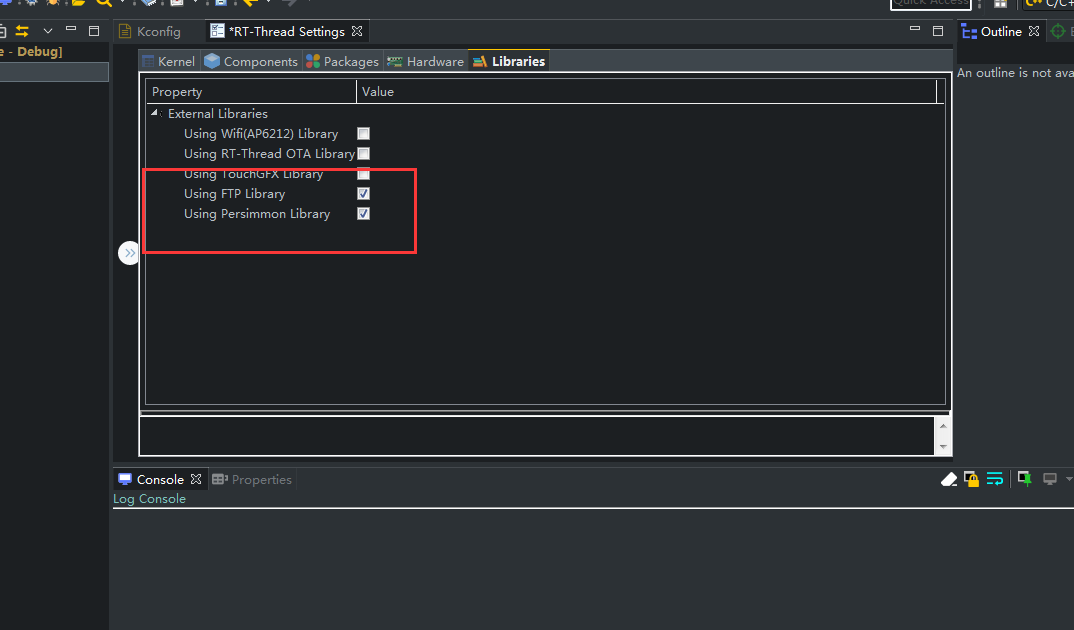 Quick Access
C/C+
Kconfig
*RT-Thread Settings
Outline
e - Debug]
Kernel
Components
Packages
Hardware
Libraries
An outline is not ava
Property
Value
External Libraries
Using Wifi(AP6212) Library
Using RT-Thread OTA Library
Using TouchGFX Library
Using FTP Library
Using Persimmon Library
Console
Properties
Log Console